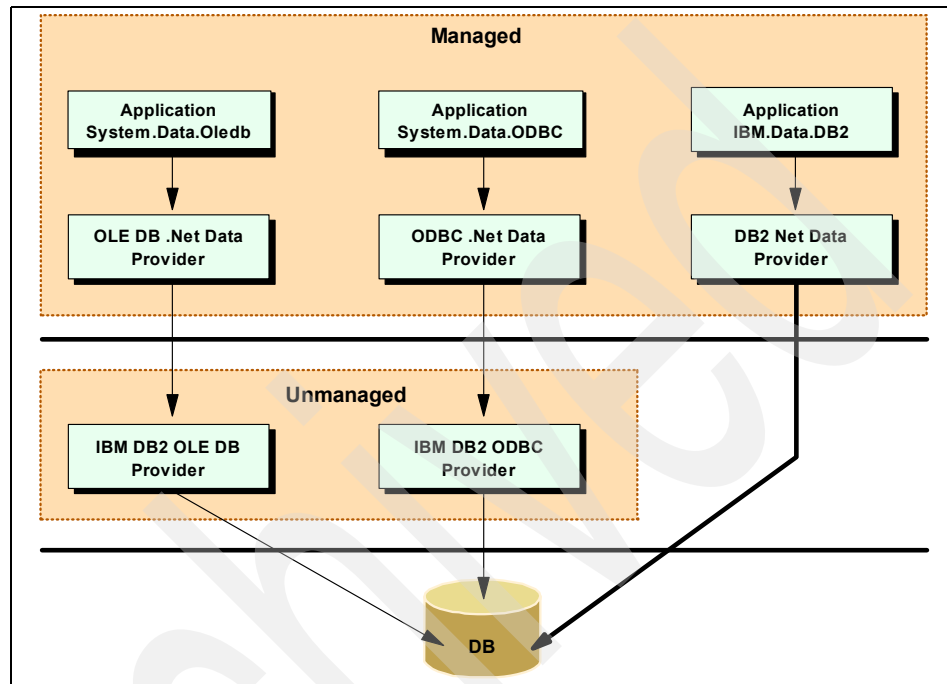 Managed
Application
System.Data.Oledb
Application
System.Data.ODBC
Application
IBM.Data.DB2
OLE DB .Net Data
Provider
ODBC .Net Data
Provider
DB2 Net Data
Provider
Unmanaged
IBM DB2 OLE DB
Provider
IBM DB2 ODBC
Provider
DB